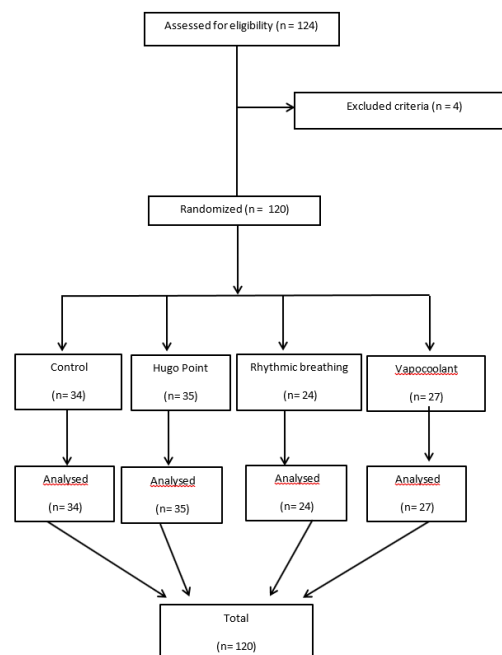 Assessed for eligibility (n = 124)
Excluded criteria (n = 4)
Randomized (n = 120)
Control
(n= 34)
Hugo Point
(n= 35)
Rhythmic breathing
(n= 24)
Vapocoolant
(n= 27)
Analysed
(n= 34)
Analysed
(n= 35)
Analysed
(n= 24)
Analysed
(n= 27)
Total
(n= 120)